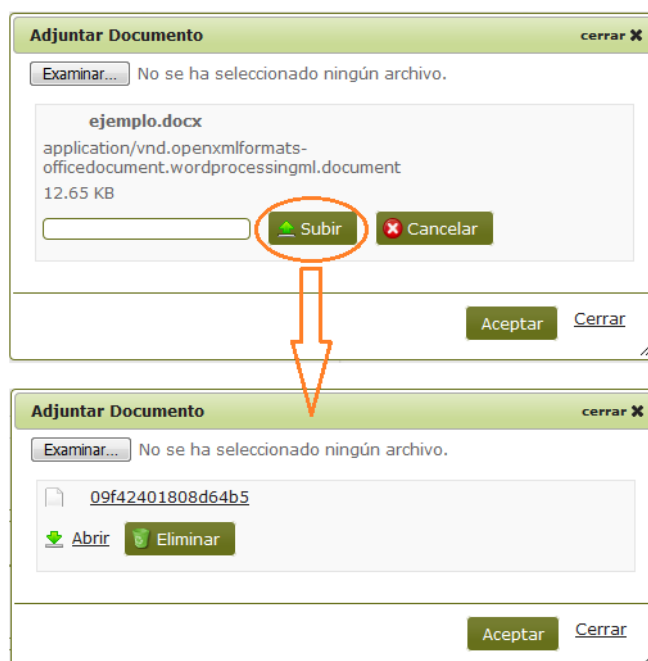 Adjuntar Documento cerrar ✖
Examinar... No se ha seleccionado ningún archivo.
ejemplo.docx
application/vnd.openxmlformats-
officedocument.wordprocessingml.document
12.65 KB
Subir Cancelar
Aceptar Cerrar
Adjuntar Documento cerrar ✖
Examinar... No se ha seleccionado ningún archivo.
09f42401808d64b5
Abrir Eliminar
Aceptar Cerrar